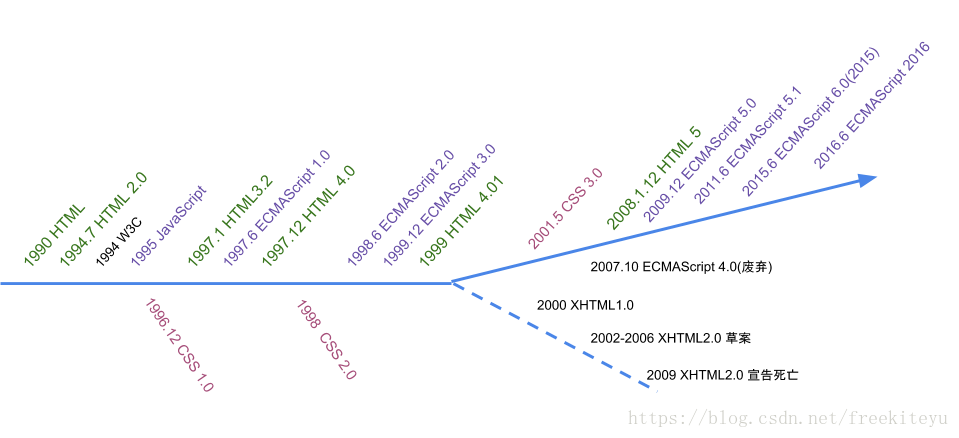 1990 HTML
1994.7 HTML 2.0
1994 W3C
1995 JavaScript
1997.1 HTML3.2
1997.6 ECMAScript 1.0
1997.12 HTML 4.0
1998.6 ECMAScript 2.0
1999.12 ECMAScript 3.0
1999 HTML 4.01
2001.5 CSS 3.0
2008.1.12 HTML 5
2009.12 ECMAScript 5.0
2011.6 ECMAScript 5.1
2015.6 ECMAScript 6.0(2015)
2016.6 ECMAScript 2016
1996.12 CSS 1.0
1998 CSS 2.0
2007.10 ECMAScript 4.0(废弃)
2000 XHTML1.0
2002-2006 XHTML2.0 草案
2009 XHTML2.0 宣告死亡
https://blog.csdn.net/freekiteyu